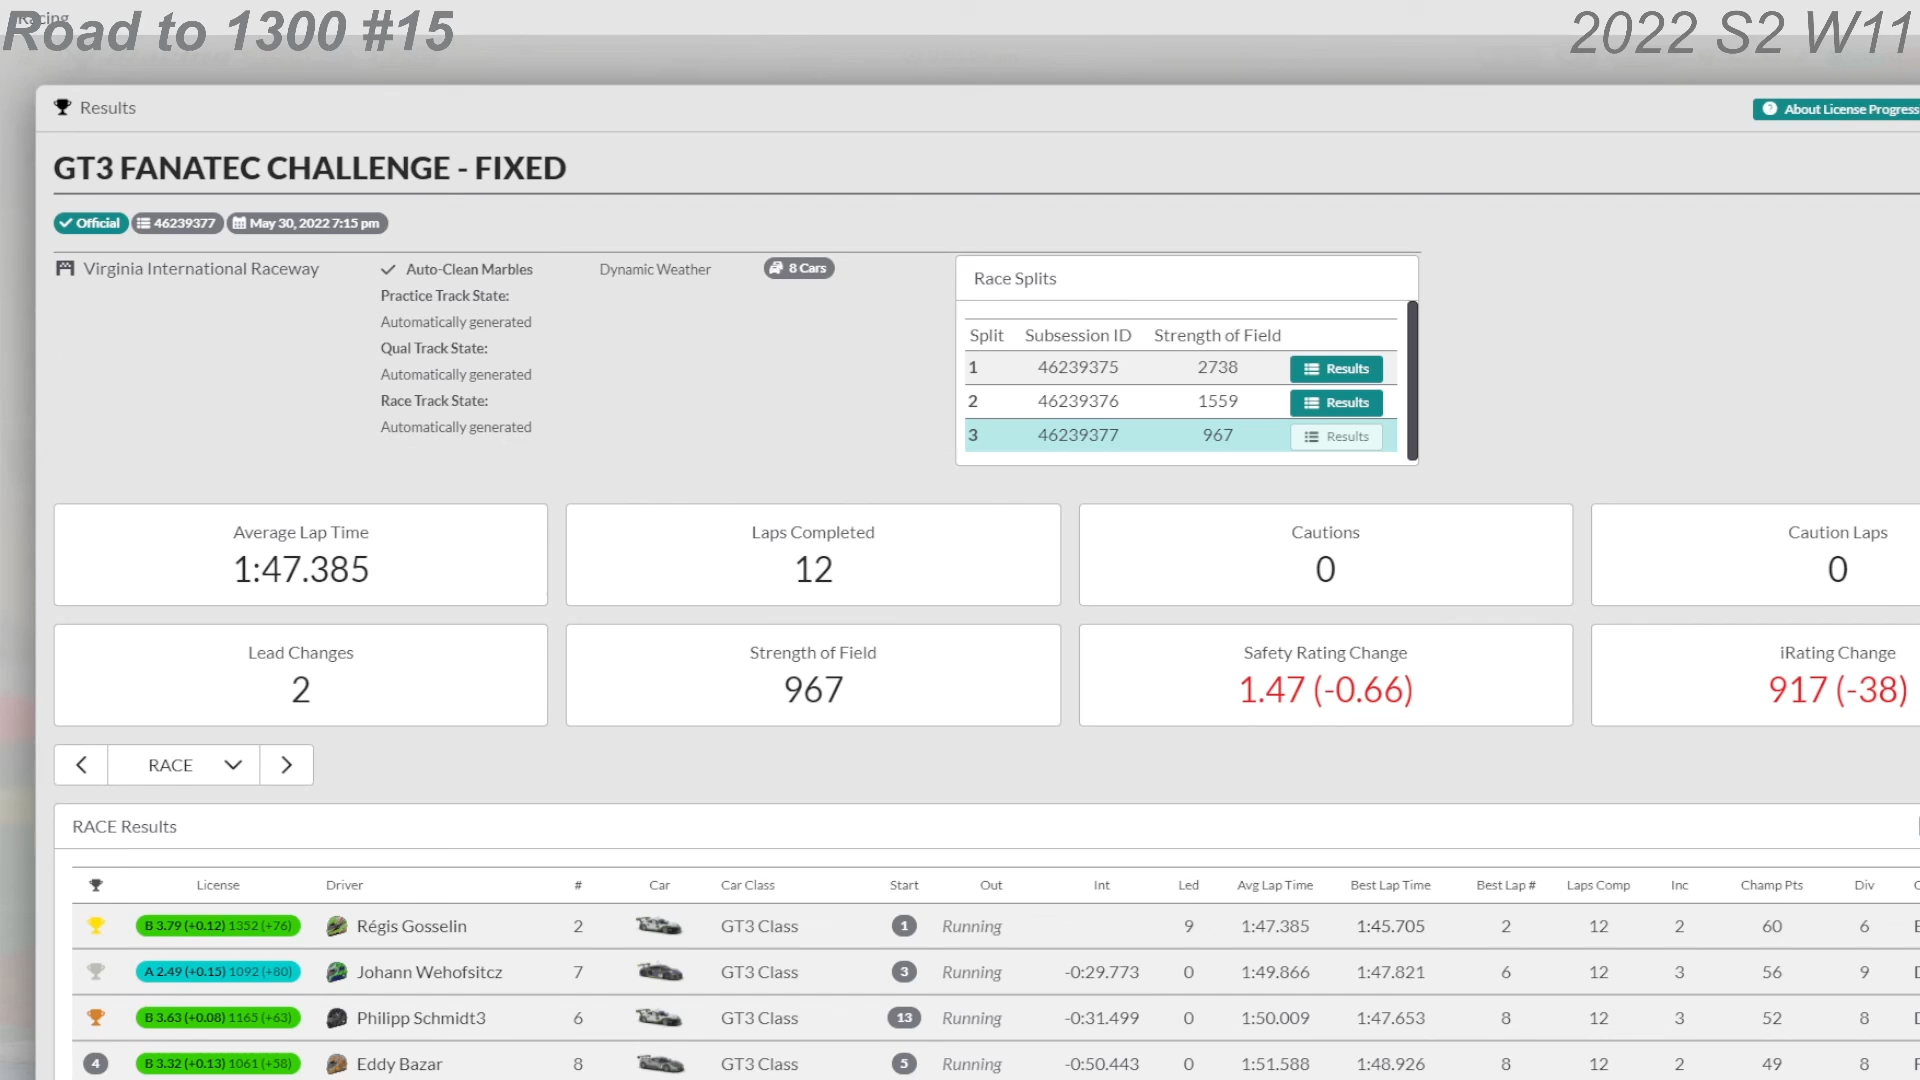 iRacing
Road to 1300 #15
2022 S2 W11
Results
About License Progress
GT3 FANATEC CHALLENGE - FIXED
Official 46239377 May 30, 2022 7:15 pm
Virginia International Raceway
Auto-Clean Marbles
Practice Track State:
Automatically generated
Qual Track State:
Automatically generated
Race Track State:
Automatically generated
Dynamic Weather
8 Cars
Race Splits
Split Subsession ID Strength of Field
1 46239375 2738 Results
2 46239376 1559 Results
3 46239377 967 Results
Average Lap Time
1:47.385
Laps Completed
12
Cautions
0
Caution Laps
0
Lead Changes
2
Strength of Field
967
Safety Rating Change
1.47 (-0.66)
iRating Change
917 (-38)
RACE
RACE Results
License Driver # Car Car Class Start Out Int Led Avg Lap Time Best Lap Time Best Lap # Laps Comp Inc Champ Pts Div
B 3.79 (+0.12) 1352 (+76) Régis Gosselin 2 GT3 Class 1 Running 9 1:47.385 1:45.705 2 12 2 60 6
A 2.49 (+0.15) 1092 (+80) Johann Wehofsitcz 7 GT3 Class 3 Running -0:29.773 0 1:49.866 1:47.821 6 12 3 56 9
B 3.63 (+0.08) 1165 (+63) Philipp Schmidt3 6 GT3 Class 13 Running -0:31.499 0 1:50.009 1:47.653 8 12 3 52 8
4 B 3.32 (+0.13) 1061 (+58) Eddy Bazar 8 GT3 Class 5 Running -0:50.443 0 1:51.588 1:48.926 8 12 2 49 8